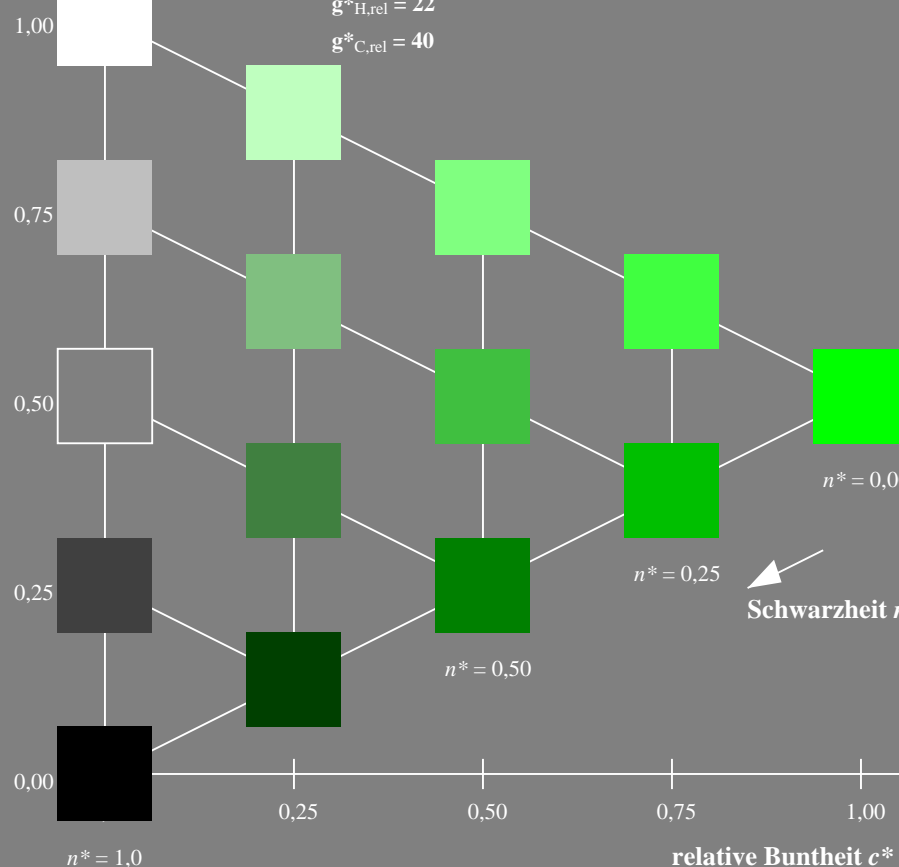 g*H,rel = 22
1,00
g*C,rel = 40
0,75
0,50
n* = 0,0
n* = 0,25
0,25
Schwarzheit
n* = 0,50
0,00
0,25
0,50
0,75
1,00
n* = 1,0
relative Buntheit c*